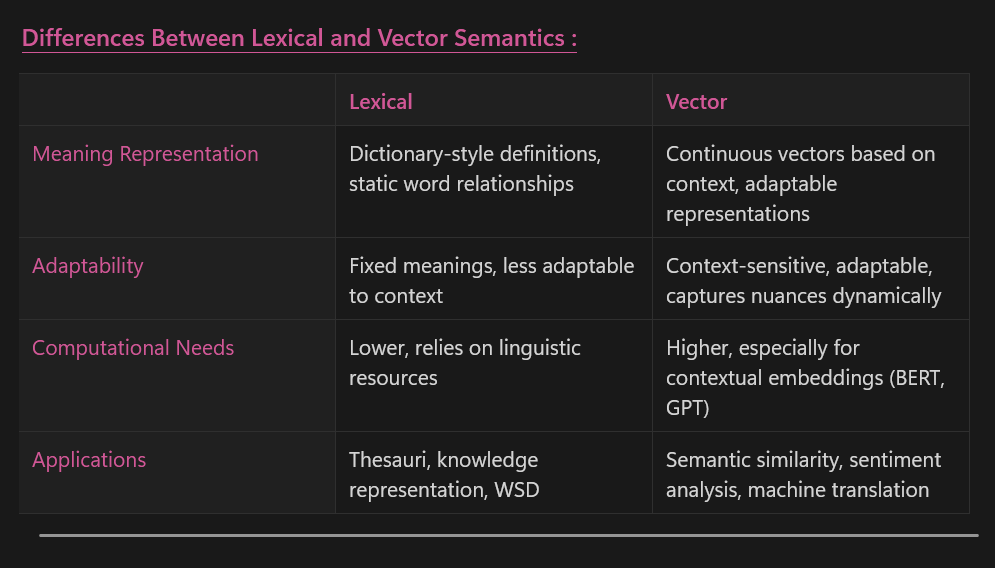 Differences Between Lexical and Vector Semantics :
Lexical
Vector
Meaning Representation
Dictionary-style definitions,
static word relationships
Continuous vectors based on
context, adaptable
representations
Adaptability
Fixed meanings, less adaptable
to context
Context-sensitive, adaptable,
captures nuances dynamically
Computational Needs
Lower, relies on linguistic
resources
Higher, especially for
contextual embeddings (BERT,
GPT)
Applications
Thesauri, knowledge
representation, WSD
Semantic similarity, sentiment
analysis, machine translation